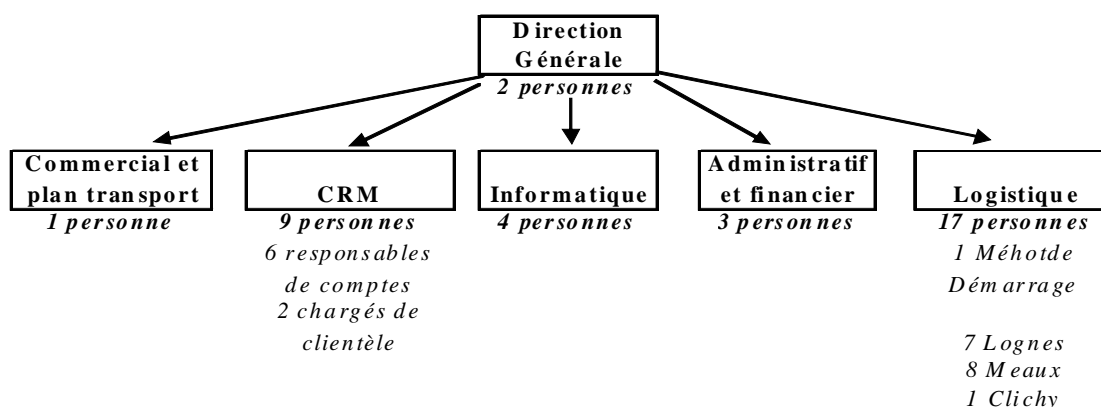 Direction
Générale
2 personnes
Commercial et
plan transport
1 personne
CRM
9 personnes
6 responsables
de comptes
2 chargés de
clientèle
Informatique
4 personnes
Administratif
et financier
3 personnes
Logistique
17 personnes
1 Méhotde
Démarrage
7 Lognes
8 Meaux
1 Clichy